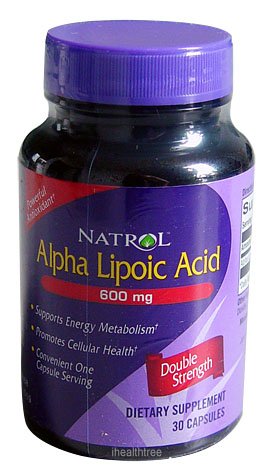 Powerful
Antioxidant†
NATROL
Alpha Lipoic Acid
600 mg
• Supports Energy Metabolism†
• Promotes Cellular Health†
• Convenient One
Capsule Serving
Double
Strength
DIETARY SUPPLEMENT
30 CAPSULES
ihealthtree